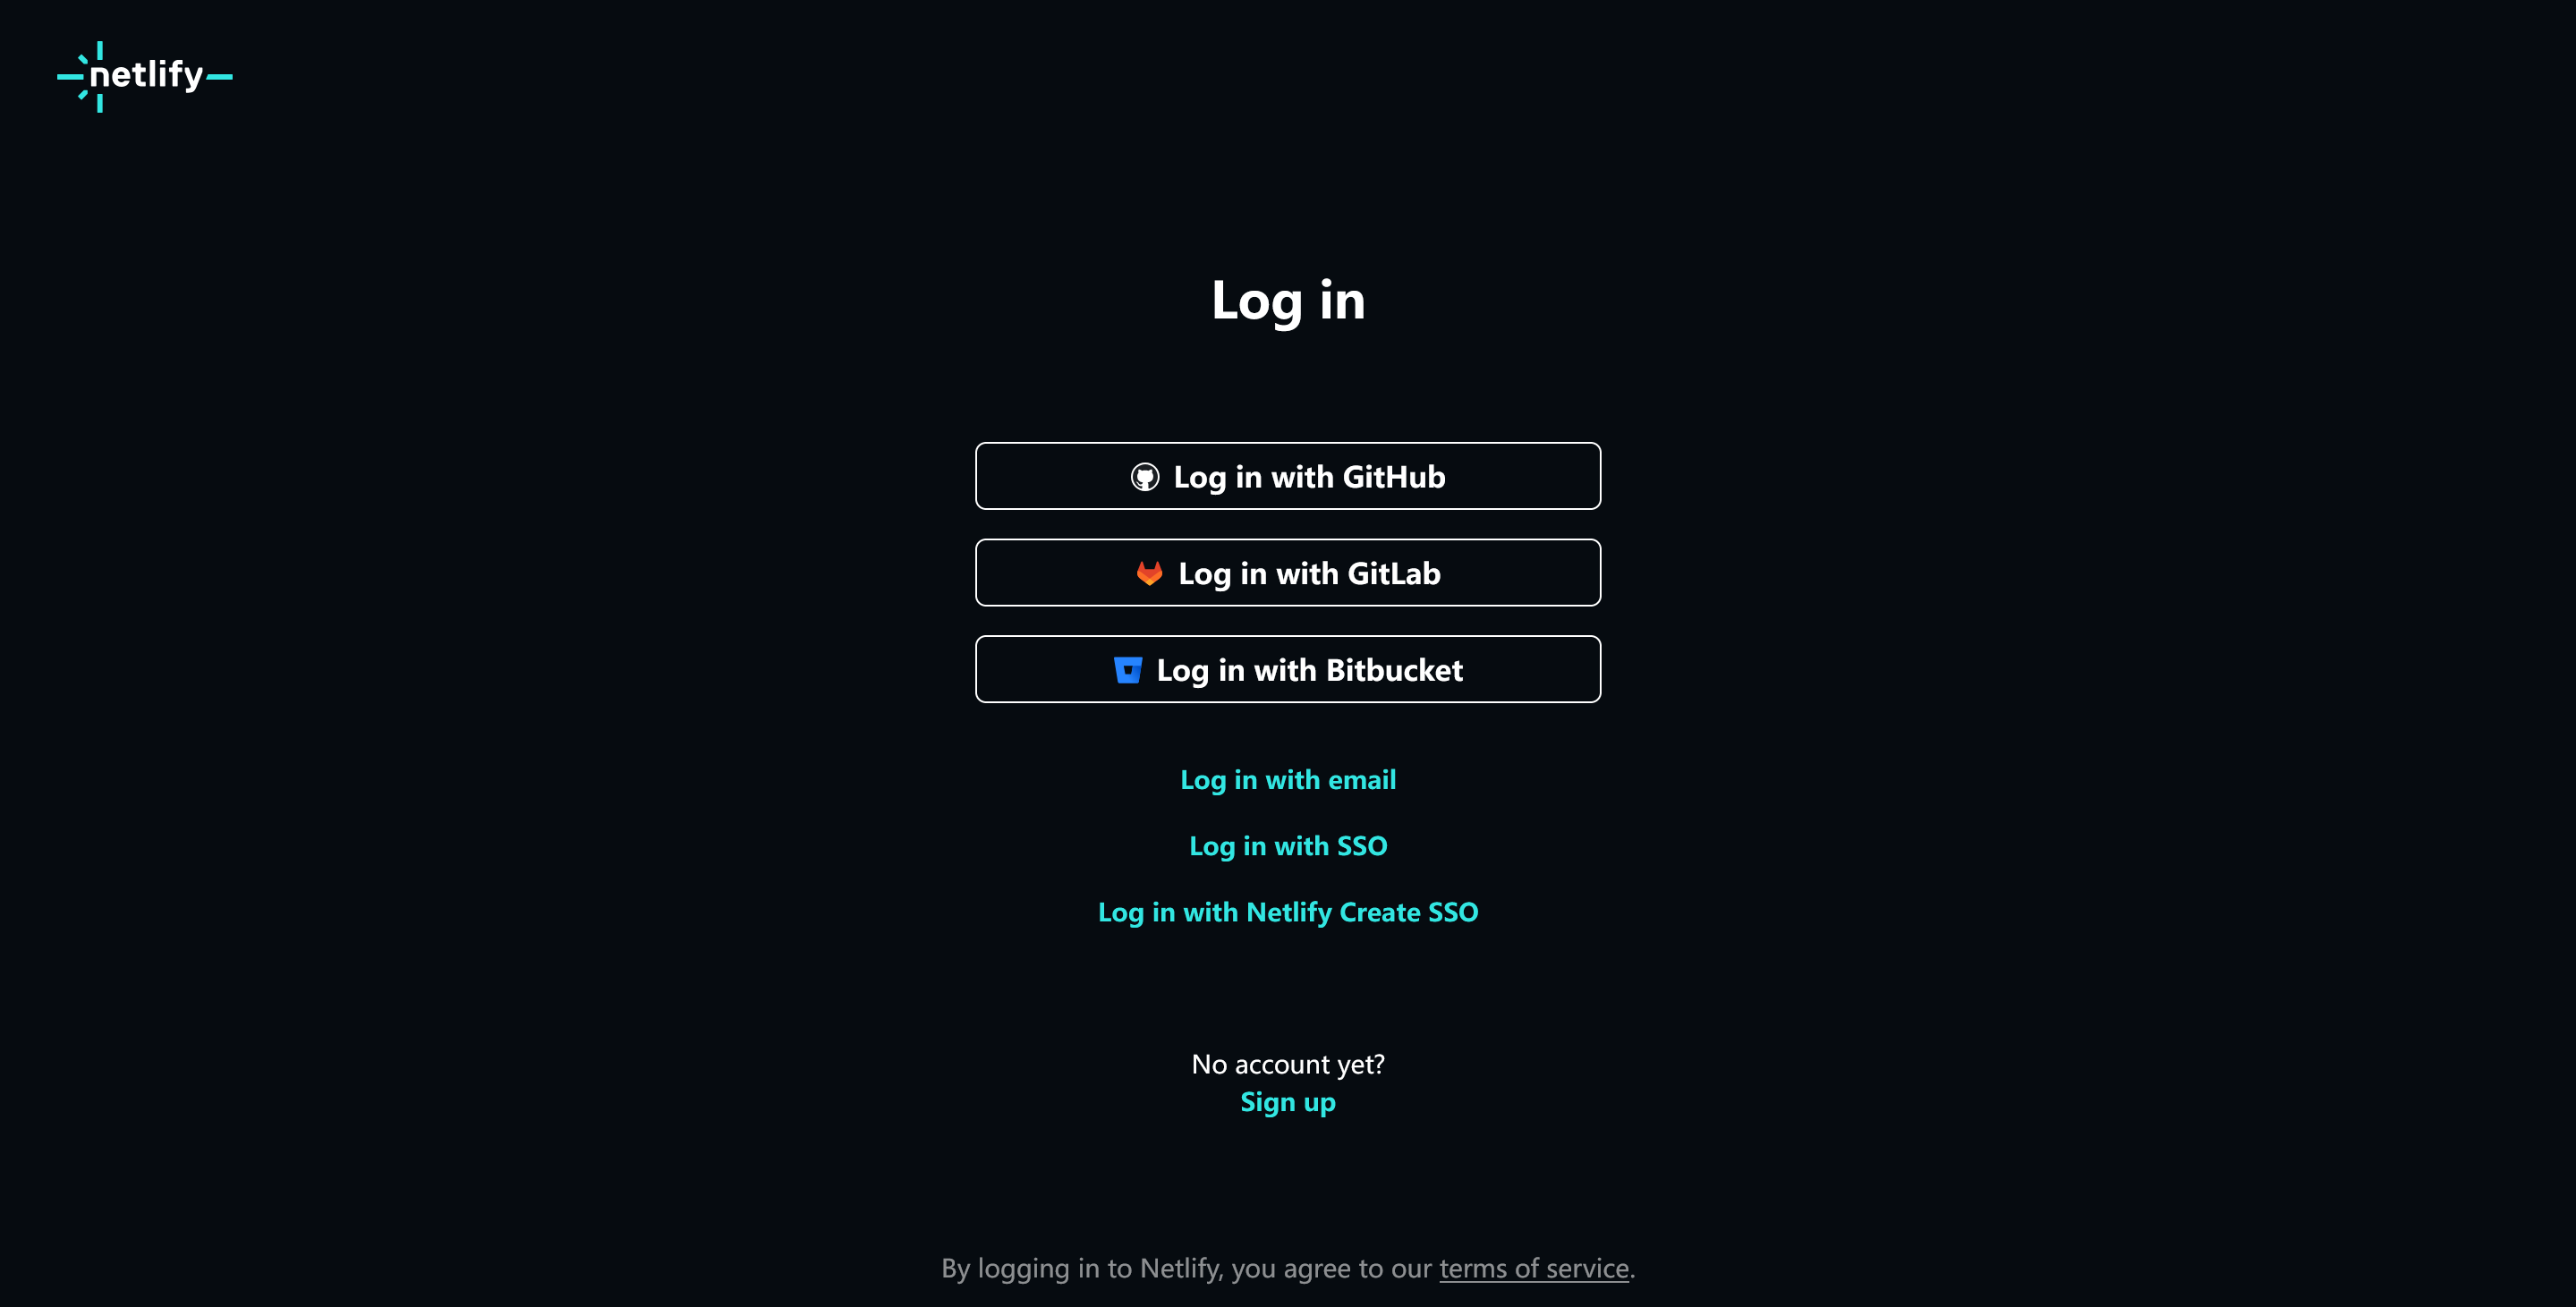 netlify
Log in
Log in with GitHub
Log in with GitLab
Log in with Bitbucket
Log in with email
Log in with SSO
Log in with Netlify Create SSO
No account yet?
Sign up
By logging in to Netlify, you agree to our terms of service.